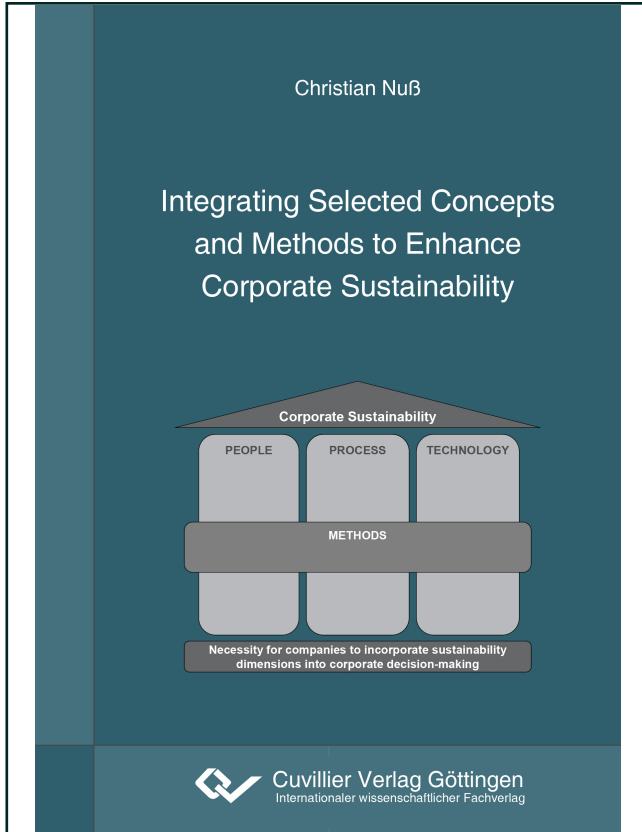 Christian Nuß
Integrating Selected Concepts
and Methods to Enhance
Corporate Sustainability
Corporate Sustainability
PEOPLE PROCESS TECHNOLOGY
METHODS
Necessity for companies to incorporate sustainability
dimensions into corporate decision-making
Cuvillier Verlag Göttingen
Internationaler wissenschaftlicher Fachverlag